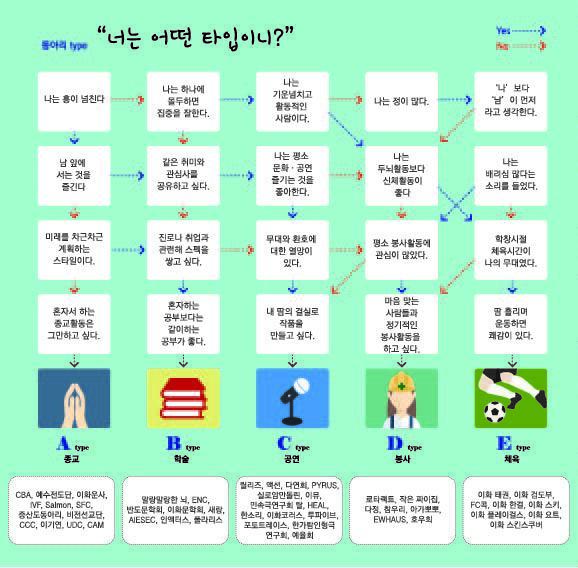 동아리 type
“너는 어떤 타입이니?”
Yes
No
나는 흥이 넘친다
나는 하나에
몰두하면
집중을 잘한다.
나는
기운넘치고
활동적인
사람이다.
나는 정이 많다.
‘나’ 보다
‘남’ 이 먼저
라고 생각한다.
남 앞에
서는 것을
즐긴다
같은 취미와
관심사를
공유하고 싶다.
나는 평소
문화·공연
즐기는 것을
좋아한다.
나는
두뇌활동보다
신체활동이
좋다
나는
배려심 많다는
소리를 들었다.
미래를 차근차근
계획하는
스타일이다.
진로나 취업과
관련해 스펙을
쌓고 싶다.
무대와 환호에
대한 열망이
있다.
평소 봉사활동에
관심이 많았다.
학창시절
체육시간이
나의 무대였다.
혼자서 하는
종교활동은
그만하고 싶다.
혼자하는
공부보다는
같이하는
공부가 좋다.
내 땀의 결실로
작품을
만들고 싶다.
마음 맞는
사람들과
정기적인
봉사활동을
하고 싶다.
땀 흘리며
운동하면
쾌감이 있다.
A type
종교
B type
학술
C type
공연
D type
봉사
E type
체육
CBA, 예수전도단, 이화운사,
IVF, Salmon, SFC,
증산도동아리, 비전선교단,
CCC, 이기연, UDC, CAM
말랑말랑한 뇌, ENC,
반도문학회, 이화문학회, 새랑,
AIESEC, 인액터스, 폴라리스
릴리즈, 액션, 다연회, PYRUS,
실로암만돌린, 이뮤,
민속극연구회 탈, HEAL,
한소리, 이화코러스, 투파이브,
포토트레이스, 한가람인형극
연구회, 예율회
로타랙트, 작은 파이집,
다정, 참우리, 아가뽀뽀,
EWHAUS, 호우회
이화 태권, 이화 검도부,
FC콕, 이화 한결, 이화 스키,
이화 플레이걸스, 이화 요트,
이화 스킨스쿠버